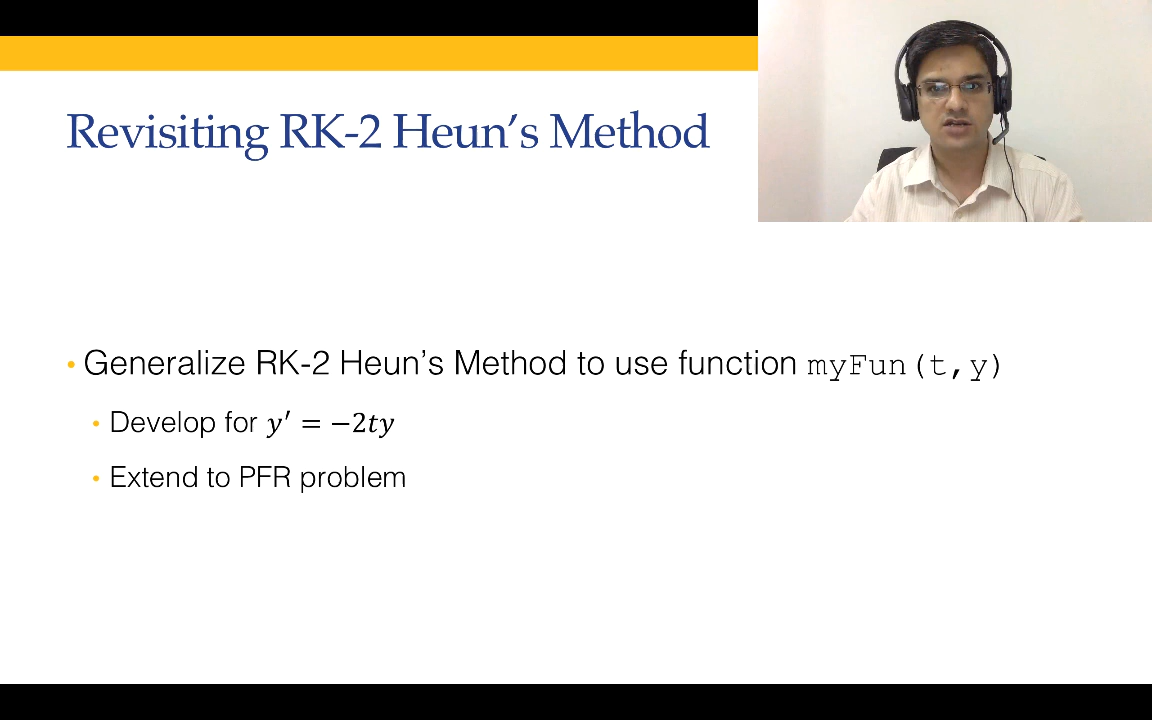 Revisiting RK-2 Heun’s Method
• Generalize RK-2 Heun’s Method to use function myFun(t,y)
• Develop for y′ = −2ty
• Extend to PFR problem